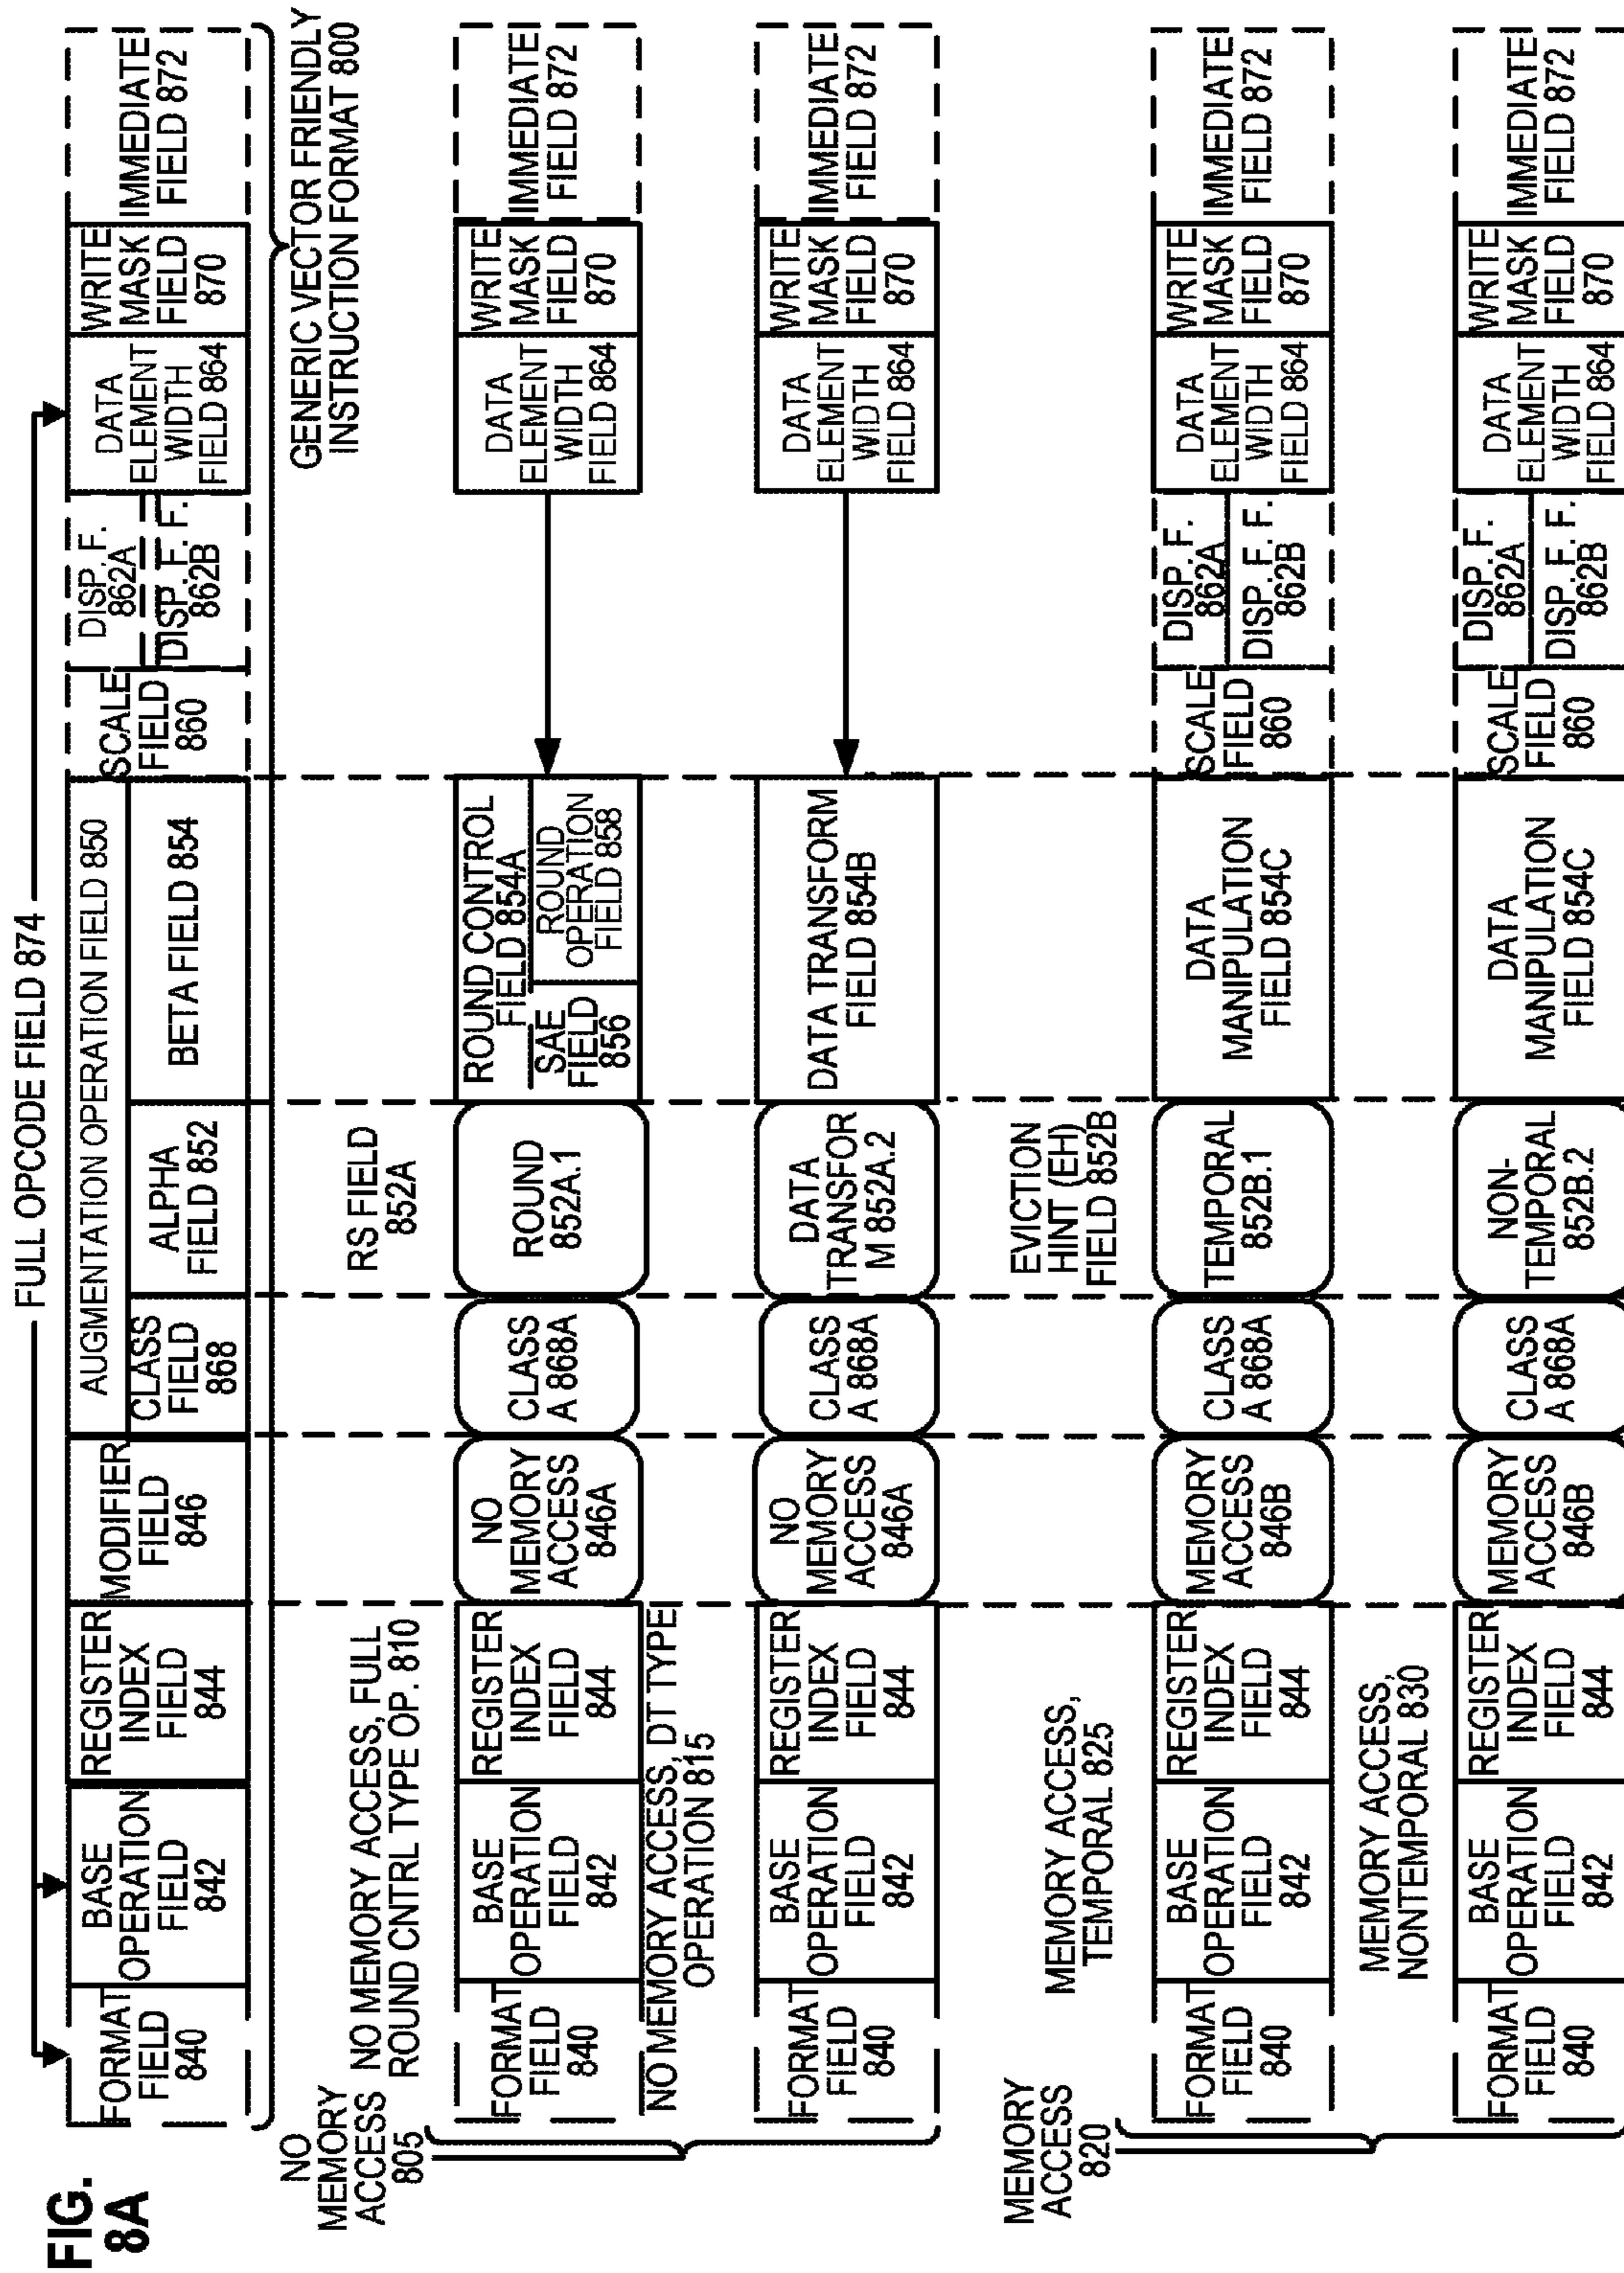 FIG.
8A
FULL OPCODE FIELD 874
FORMAT
FIELD
840
BASE
OPERATION
FIELD
842
REGISTER
INDEX
FIELD
844
MODIFIER
FIELD
846
AUGMENTATION OPERATION FIELD 850
CLASS
FIELD
868
ALPHA
FIELD 852
BETA FIELD 854
SCALE
FIELD
860
DISP. F.
862A
DISP. F. F.
862B
DATA
ELEMENT
WIDTH
FIELD 864
WRITE
MASK
FIELD
870
IMMEDIATE
FIELD 872
GENERIC VECTOR FRIENDLY
INSTRUCTION FORMAT 800
NO
MEMORY
ACCESS
805
NO MEMORY ACCESS, FULL
ROUND CNTRL TYPE OP. 810
RS FIELD
852A
FORMAT
FIELD
840
BASE
OPERATION
FIELD
842
REGISTER
INDEX
FIELD
844
NO
MEMORY
ACCESS
846A
CLASS
A 868A
ROUND
852A.1
ROUND CONTROL
FIELD 854A
SAE
FIELD
856
ROUND
OPERATION
FIELD 858
DATA
ELEMENT
WIDTH
FIELD 864
WRITE
MASK
FIELD
870
IMMEDIATE
FIELD 872
NO MEMORY ACCESS, DT TYPE
OPERATION 815
FORMAT
FIELD
840
BASE
OPERATION
FIELD
842
REGISTER
INDEX
FIELD
844
NO
MEMORY
ACCESS
846A
CLASS
A 868A
DATA
TRANSFOR
M 852A.2
DATA TRANSFORM
FIELD 854B
DATA
ELEMENT
WIDTH
FIELD 864
WRITE
MASK
FIELD
870
IMMEDIATE
FIELD 872
MEMORY
ACCESS
820
MEMORY ACCESS,
TEMPORAL 825
EVICTION
HINT (EH)
FIELD 852B
FORMAT
FIELD
840
BASE
OPERATION
FIELD
842
REGISTER
INDEX
FIELD
844
MEMORY
ACCESS
846B
CLASS
A 868A
TEMPORAL
852B.1
DATA
MANIPULATION
FIELD 854C
SCALE
FIELD
860
DISP. F.
862A
DISP. F. F.
862B
DATA
ELEMENT
WIDTH
FIELD 864
WRITE
MASK
FIELD
870
IMMEDIATE
FIELD 872
MEMORY ACCESS,
NONTEMPORAL 830
FORMAT
FIELD
840
BASE
OPERATION
FIELD
842
REGISTER
INDEX
FIELD
844
MEMORY
ACCESS
846B
CLASS
A 868A
NON-
TEMPORAL
852B.2
DATA
MANIPULATION
FIELD 854C
SCALE
FIELD
860
DISP. F.
862A
DISP. F. F.
862B
DATA
ELEMENT
WIDTH
FIELD 864
WRITE
MASK
FIELD
870
IMMEDIATE
FIELD 872